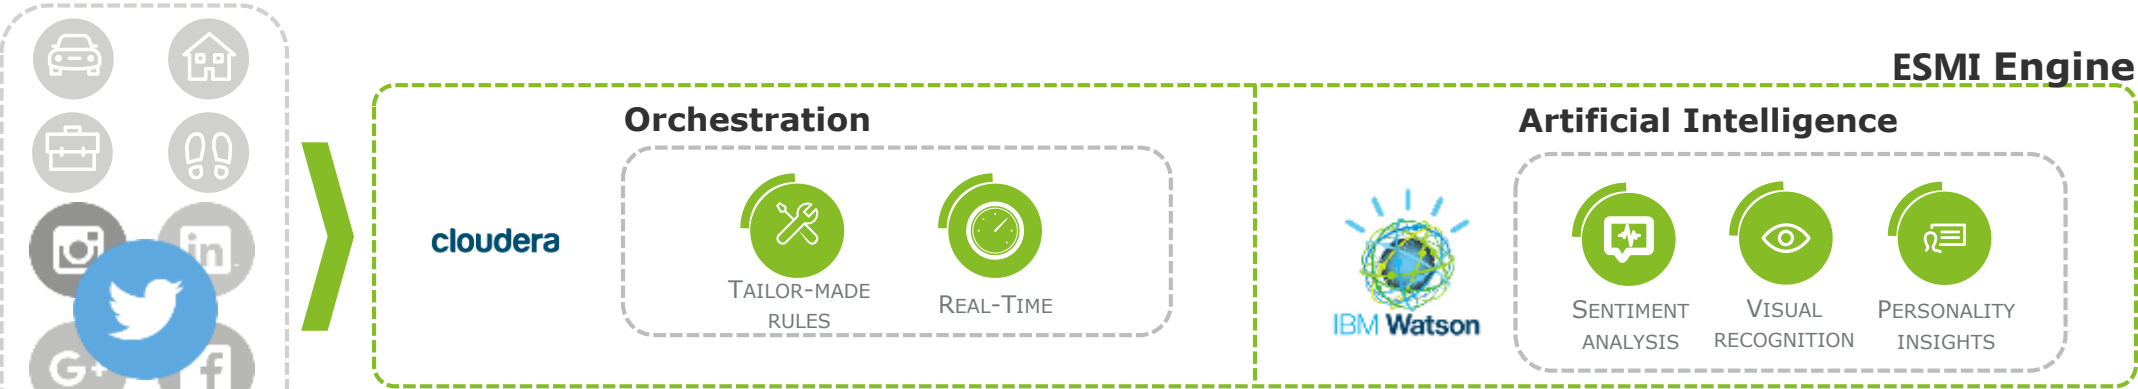 ESMI Engine
Orchestration
Artificial Intelligence
cloudera
TAILOR-MADE
RULES
REAL-TIME
IBM Watson
SENTIMENT
ANALYSIS
VISUAL
RECOGNITION
PERSONALITY
INSIGHTS
in
G+
f